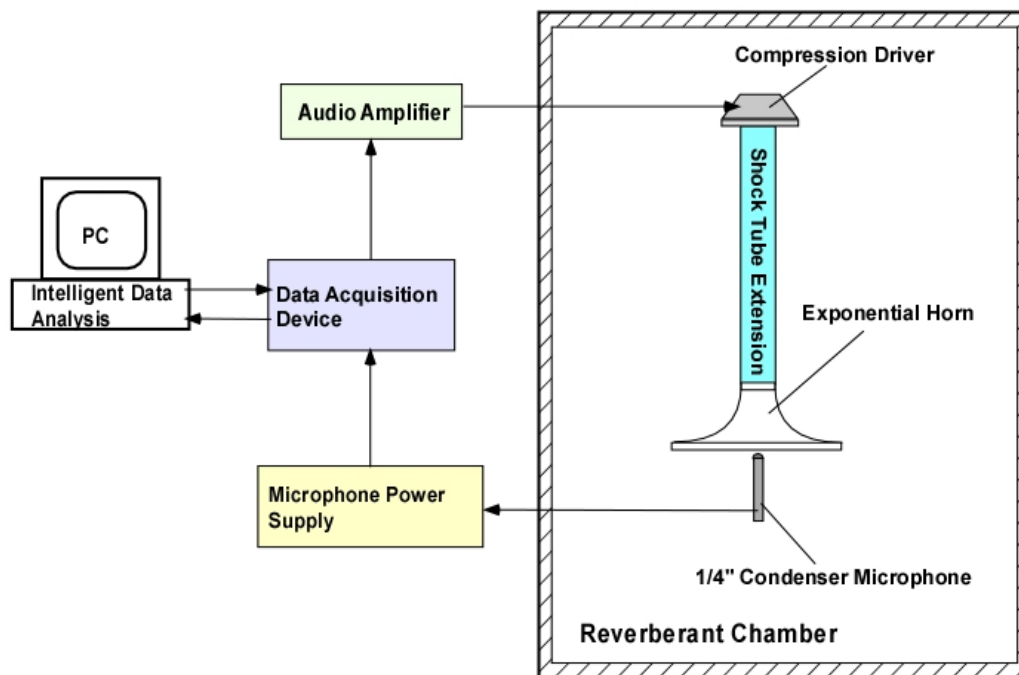 Compression Driver
Audio Amplifier
Shock Tube Extension
PC
Intelligent Data
Analysis
Data Acquisition
Device
Exponential Horn
Microphone Power
Supply
1/4" Condenser Microphone
Reverberant Chamber